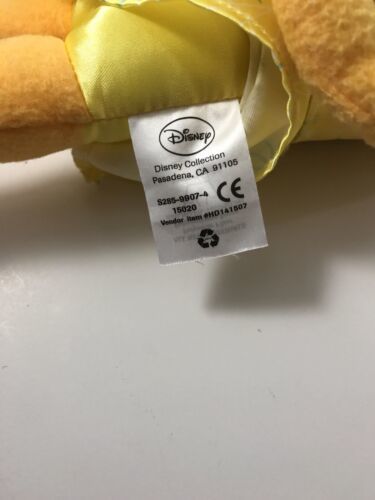 Disney
Disney Collection
Pasadena, CA 91105
S285-9907-4
15020
CE
Vendor Item #HD141507